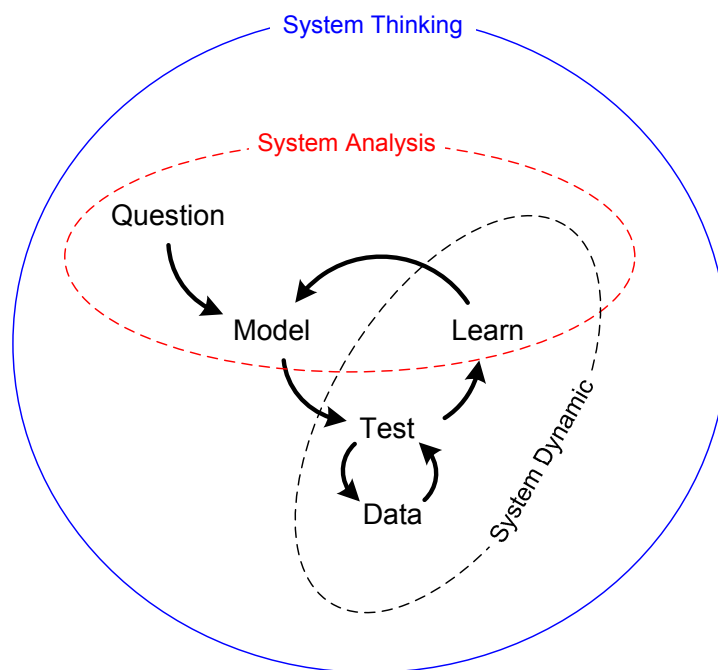 System Thinking
System Analysis
Question
Model
Learn
Test
Data
System Dynamic